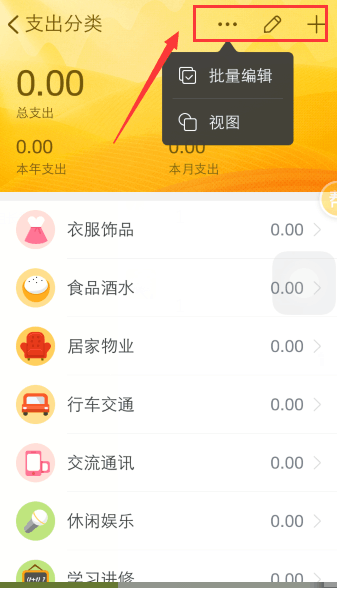 支出分类
0.00
总支出
批量编辑
视图
0.00
0.00
本年支出
本月支出
衣服饰品
0.00
食品酒水
0.00
居家物业
0.00
行车交通
0.00
交流通讯
0.00
休闲娱乐
0.00
学习进修
0.00